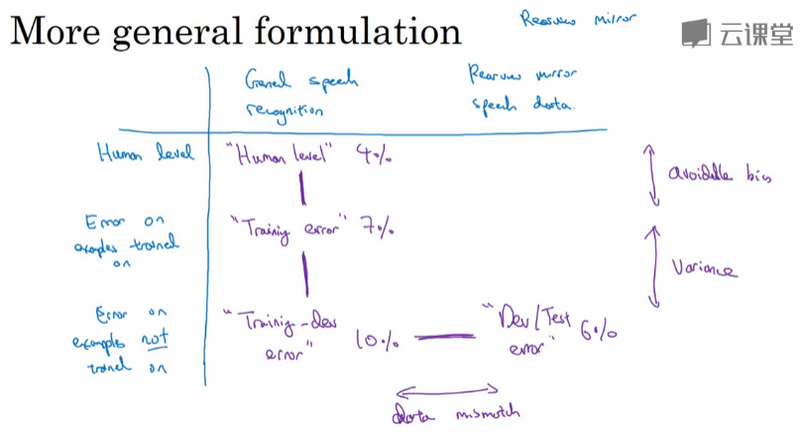 More general formulation
Rearview mirror
云课堂
General speech
recognition
Rearview mirror
speech data.
Human level
"Human level" 4%
avoidable bias
Error on
examples trained
on
"Training error" 7%
Variance
Error on
examples not
trained on
"Training-dev
error"
10%
"Dev/Test
error"
6%
data mismatch